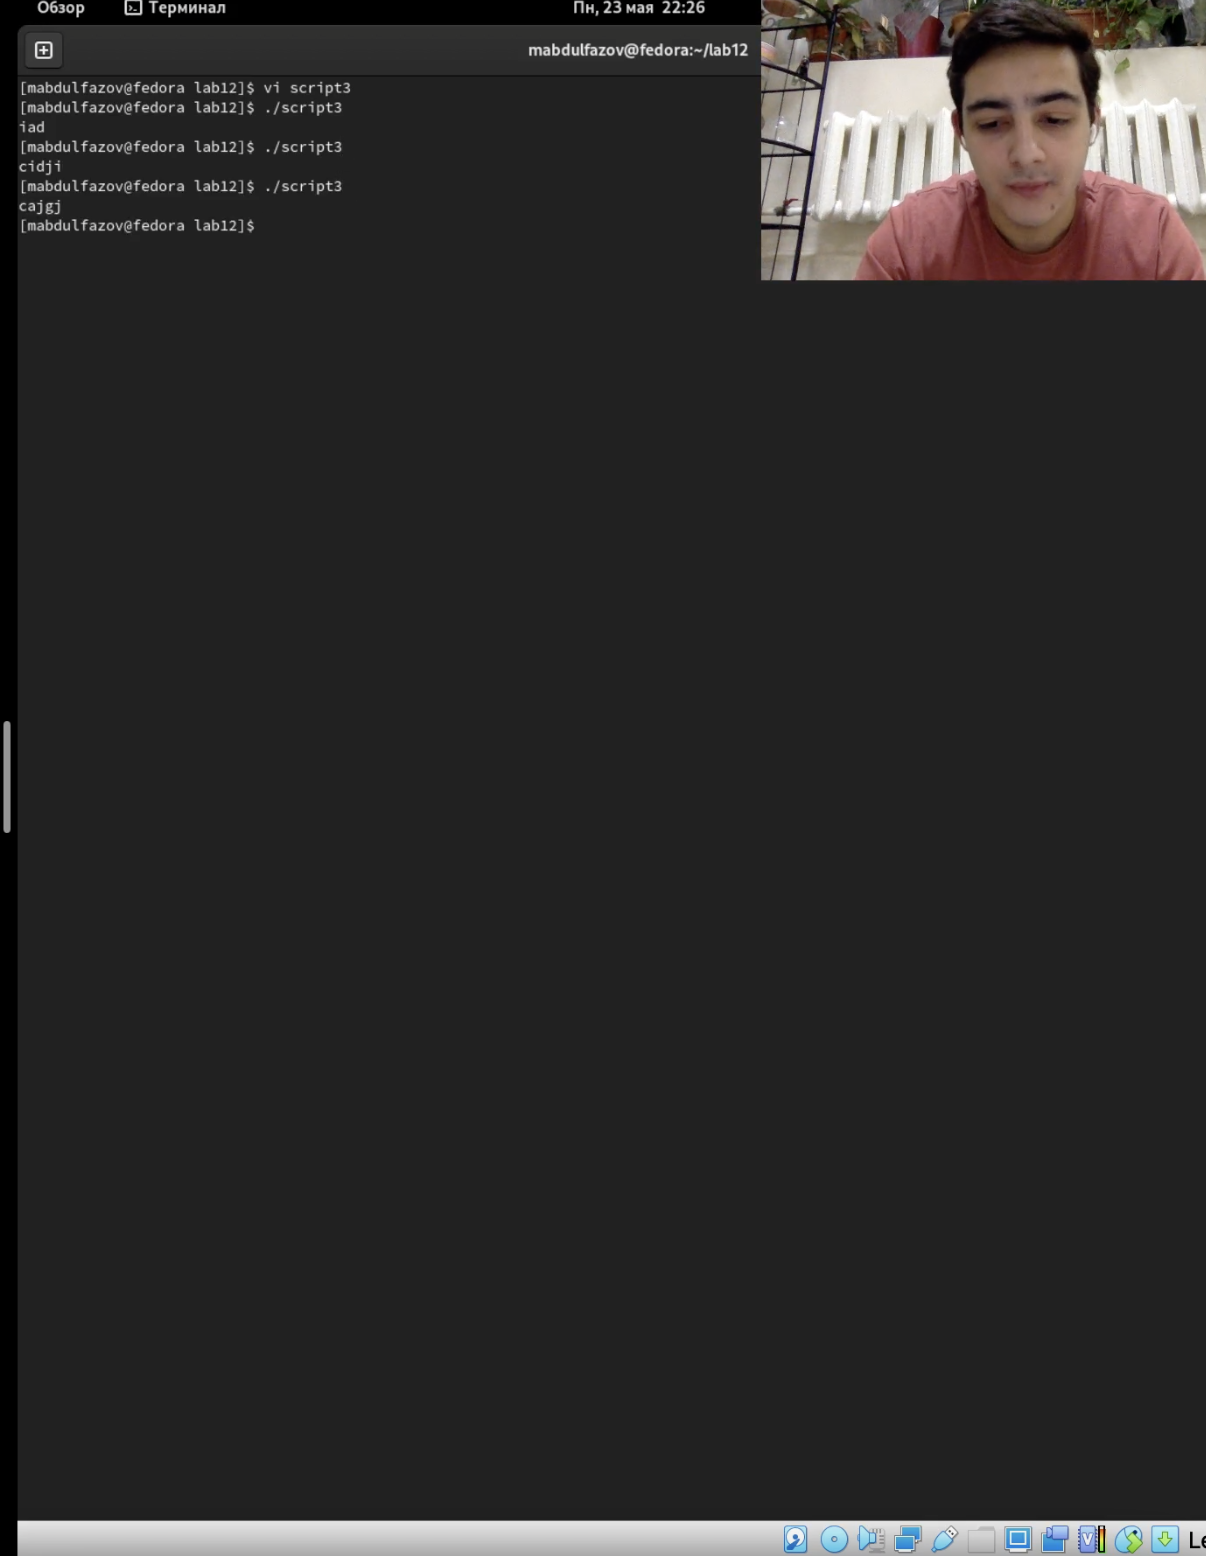 Обзор Терминал Пн, 23 мая 22:26
mabdulfazov@fedora:~/lab12
[mabdulfazov@fedora lab12]$ vi script3
[mabdulfazov@fedora lab12]$ ./script3
iad
[mabdulfazov@fedora lab12]$ ./script3
cidji
[mabdulfazov@fedora lab12]$ ./script3
cajgj
[mabdulfazov@fedora lab12]$